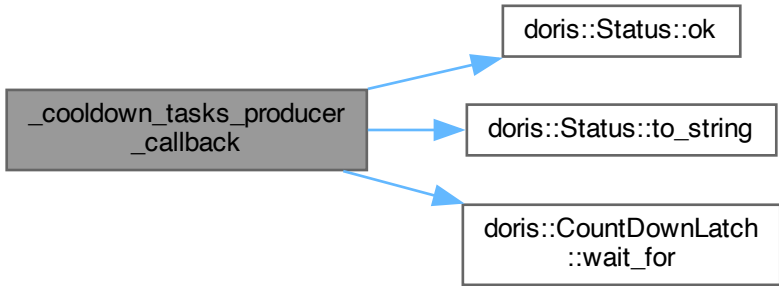 _cooldown_tasks_producer
_callback
doris::Status::ok
doris::Status::to_string
doris::CountDownLatch
::wait_for